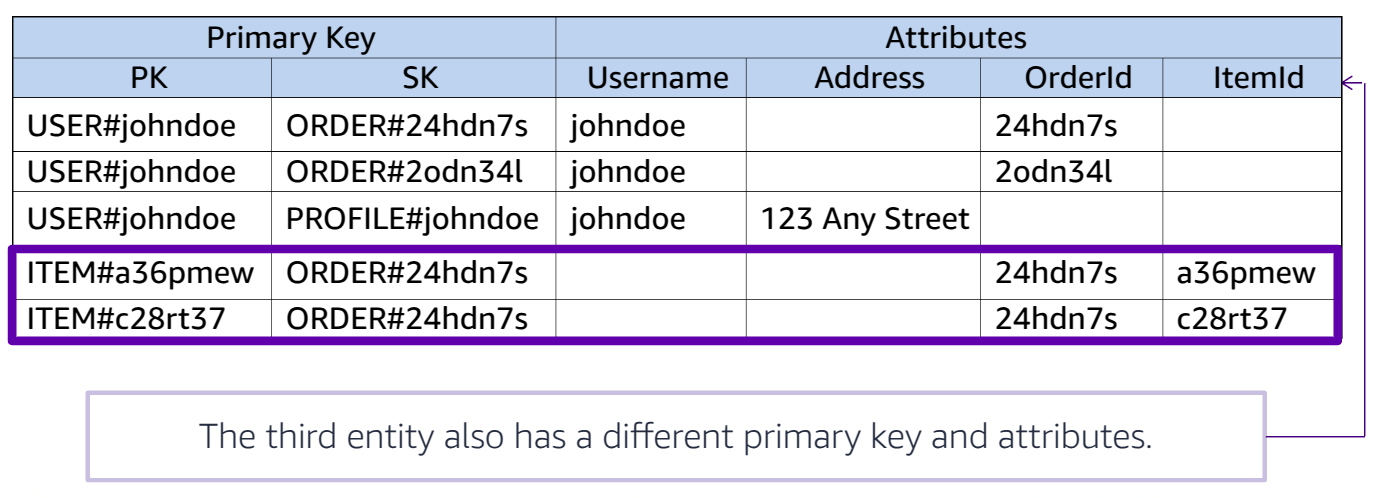 Primary Key Attributes
PK SK Username Address OrderId ItemId
USER#johndoe ORDER#24hdn7s johndoe 24hdn7s
USER#johndoe ORDER#2odn34l johndoe 2odn34l
USER#johndoe PROFILE#johndoe johndoe 123 Any Street
ITEM#a36pmew ORDER#24hdn7s 24hdn7s a36pmew
ITEM#c28rt37 ORDER#24hdn7s 24hdn7s c28rt37
The third entity also has a different primary key and attributes.